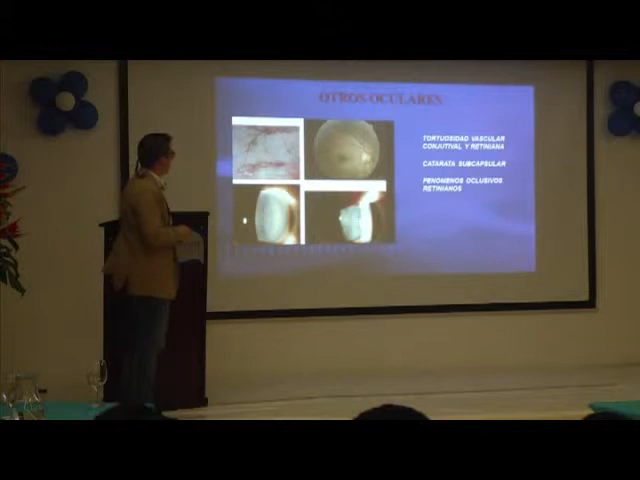 OTROS OCULARES
TORTUOSIDAD VASCULAR
CONJUTIVAL Y RETINIANA
CATARATA SUBCAPSULAR
FENOMENOS OCLUSIVOS
RETINIANOS